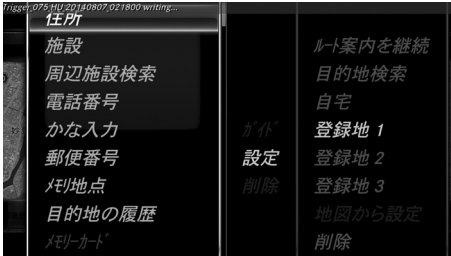 Trigger,075,HU,20140807,021800 writing...
住所
施設
周辺施設検索
電話番号
かな入力
郵便番号
ﾒﾓﾘ地点
目的地の履歴
ﾒﾓﾘｰｶｰﾄﾞ
ｶﾞｲﾄﾞ
設定
削除
ﾙｰﾄ案内を継続
目的地検索
自宅
登録地 1
登録地 2
登録地 3
地図から設定
削除